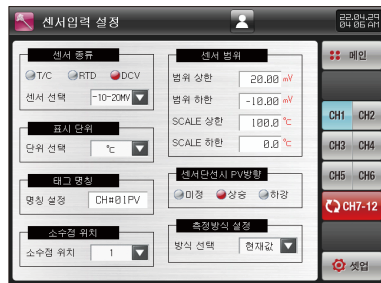 센서입력 설정
22.04.29
04 06 AM
센서 종류
T/C RTD DCV
센서 선택 -10-20MV
표시 단위
단위 선택 ℃
태그 명칭
명칭 설정 CH#01PV
소수점 위치
소수점 위치 1
센서 범위
범위 상한 20.00 mV
범위 하한 -10.00 mV
SCALE 상한 100.0 ℃
SCALE 하한 0.0 ℃
센서단선시 PV방향
미정 상승 하강
측정방식 설정
방식 선택 현재값
메인
CH1 CH2
CH3 CH4
CH5 CH6
CH7-12
셋업